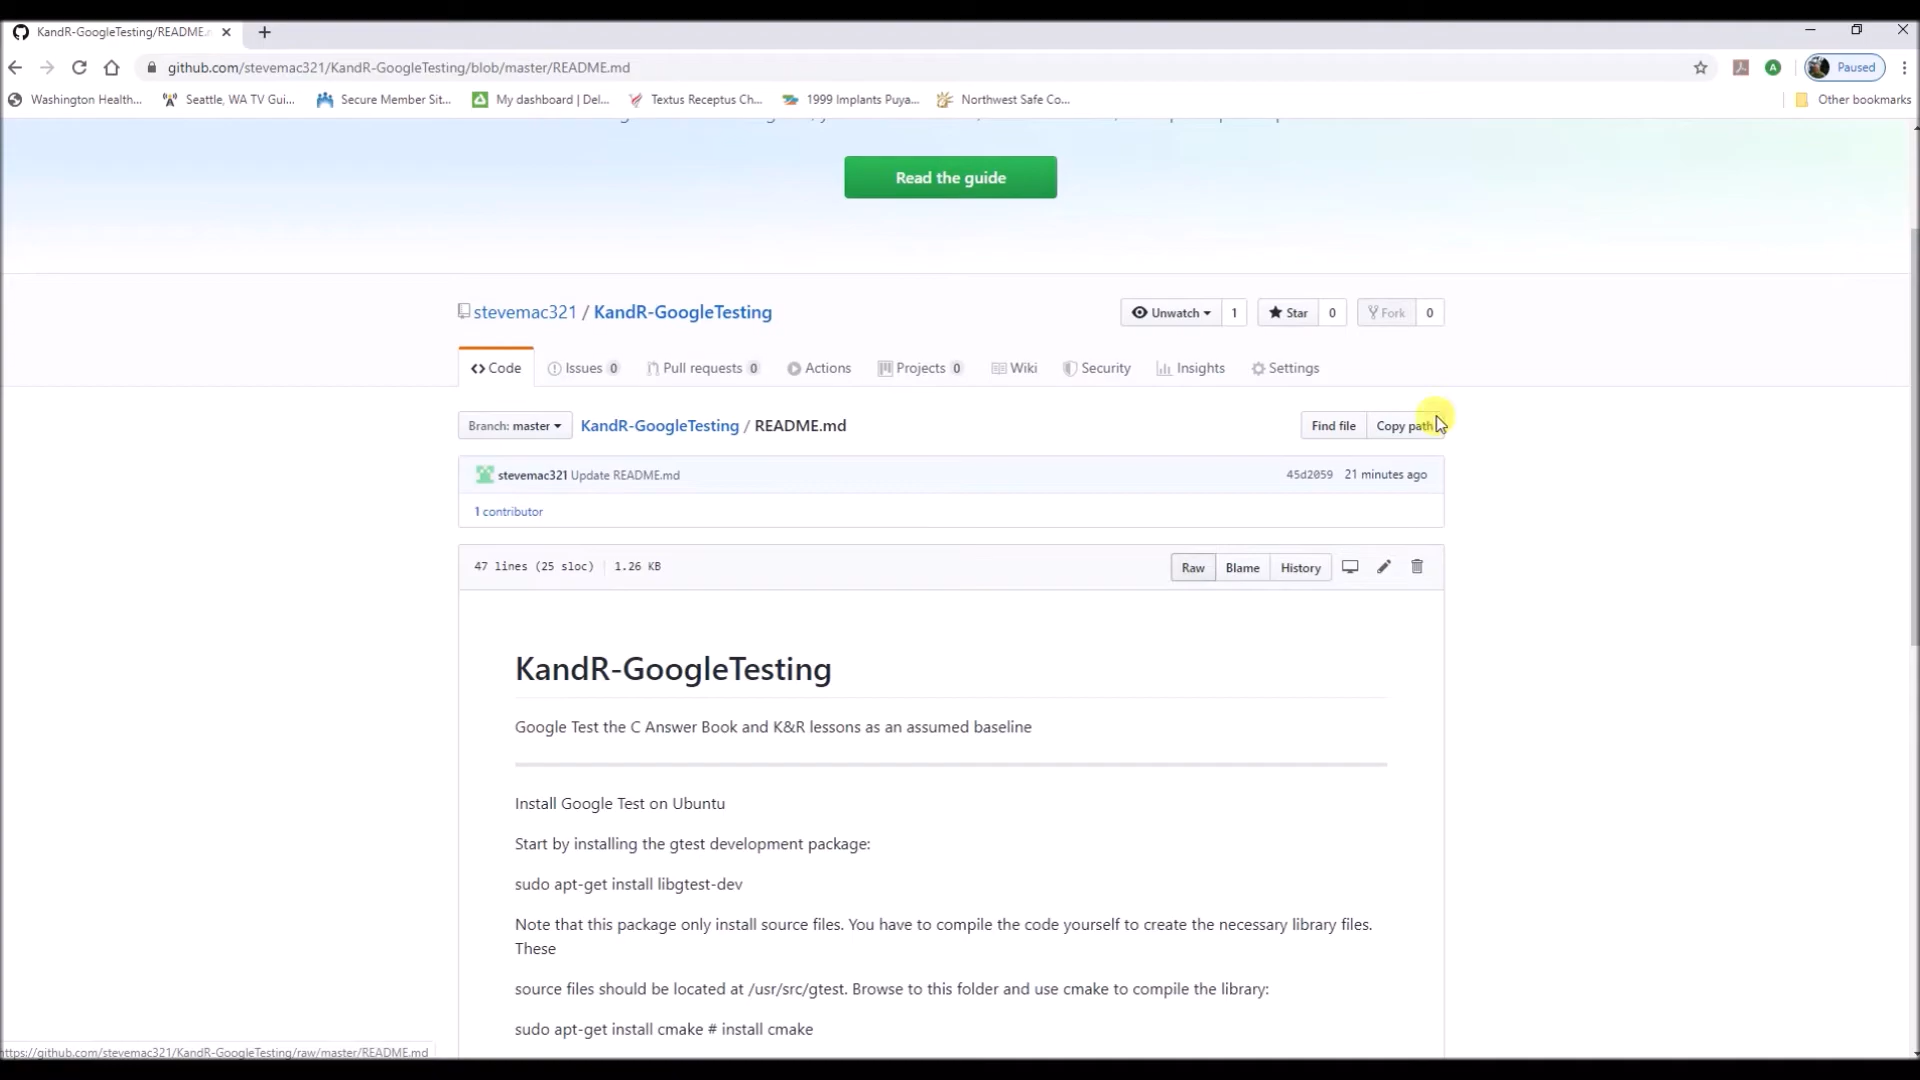 KandR-GoogleTesting/README.
github.com/stevemac321/KandR-GoogleTesting/blob/master/README.md
Paused
Washington Health...
Seattle, WA TV Gui...
Secure Member Sit...
My dashboard | Del...
Textus Receptus Ch...
1999 Implants Puya...
Northwest Safe Co...
Other bookmarks
Read the guide
stevemac321 / KandR-GoogleTesting
Unwatch 1
Star 0
Fork 0
Code
Issues 0
Pull requests 0
Actions
Projects 0
Wiki
Security
Insights
Settings
Branch: master
KandR-GoogleTesting / README.md
Find file
Copy path
stevemac321 Update README.md
45d2059 21 minutes ago
1 contributor
47 lines (25 sloc) 1.26 KB
Raw
Blame
History
KandR-GoogleTesting
Google Test the C Answer Book and K&R lessons as an assumed baseline
Install Google Test on Ubuntu
Start by installing the gtest development package:
sudo apt-get install libgtest-dev
Note that this package only install source files. You have to compile the code yourself to create the necessary library files.
These
source files should be located at /usr/src/gtest. Browse to this folder and use cmake to compile the library:
sudo apt-get install cmake # install cmake
https://github.com/stevemac321/KandR-GoogleTesting/raw/master/README.md